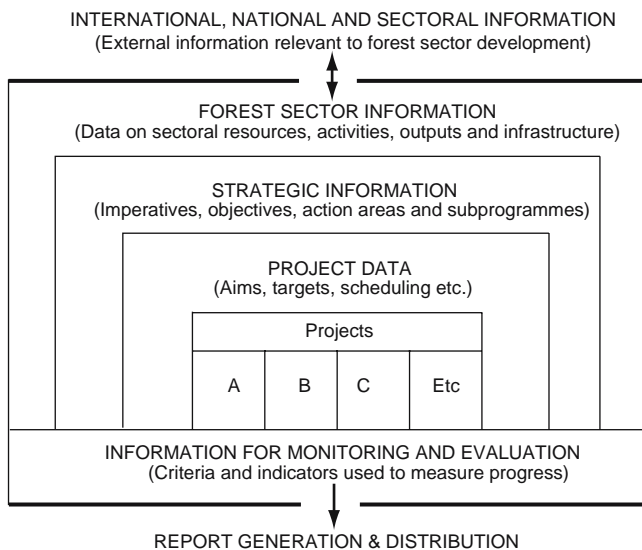 INTERNATIONAL, NATIONAL AND SECTORAL INFORMATION
(External information relevant to forest sector development)
FOREST SECTOR INFORMATION
(Data on sectoral resources, activities, outputs and infrastructure)
STRATEGIC INFORMATION
(Imperatives, objectives, action areas and subprogrammes)
PROJECT DATA
(Aims, targets, scheduling etc.)
Projects
A B C Etc
INFORMATION FOR MONITORING AND EVALUATION
(Criteria and indicators used to measure progress)
REPORT GENERATION & DISTRIBUTION